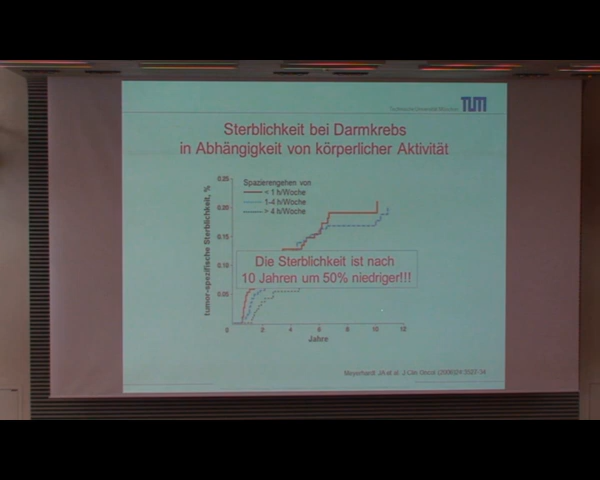 Technische Universität München
TUM
Sterblichkeit bei Darmkrebs
in Abhängigkeit von körperlicher Aktivität
tumor-spezifische Sterblichkeit, %
0.25
0.20
0.15
0.10
0.05
Spazierengehen von
< 1 h/Woche
1-4 h/Woche
> 4 h/Woche
Die Sterblichkeit ist nach
10 Jahren um 50% niedriger!!!
0 2 4 6 8 10 12
Jahre
Meyerhardt JA et al. J Clin Oncol